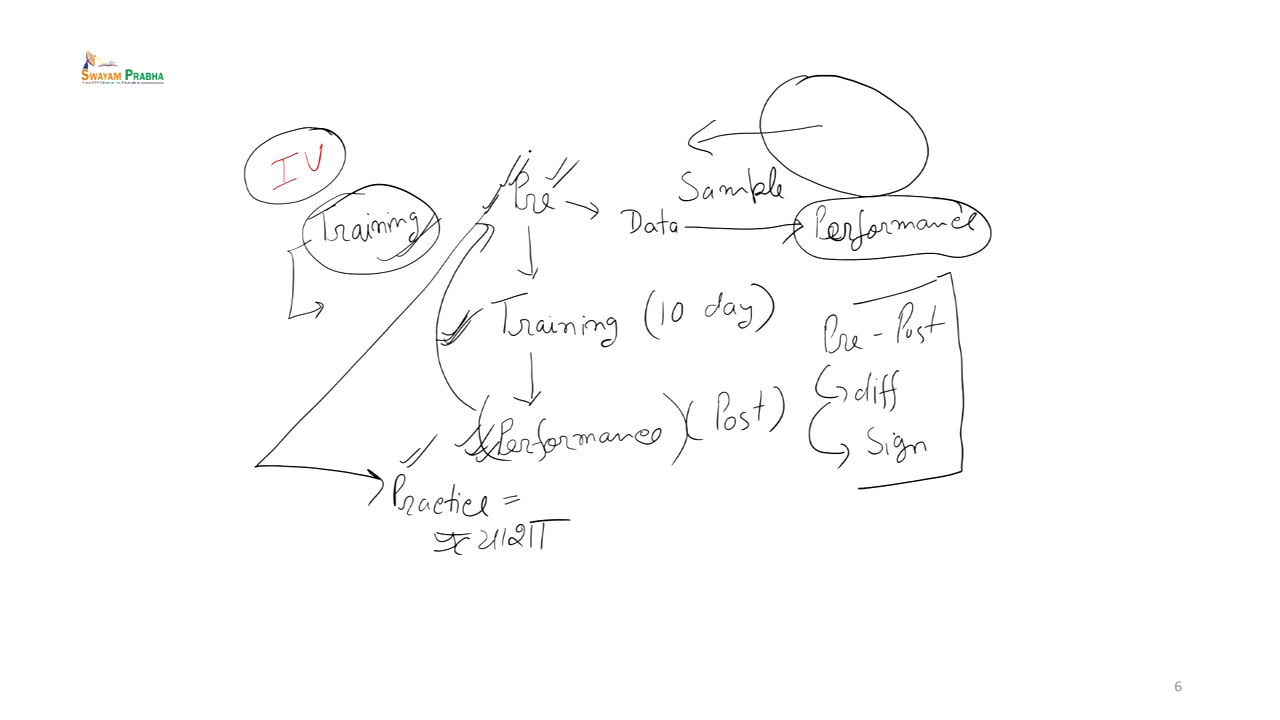 SWAYAM PRABHA
IV
Training
Pre
Sample
Data
Performance
Training (10 day)
Pre - Post
diff
Sign
(Performance) (Post)
Practice =
6